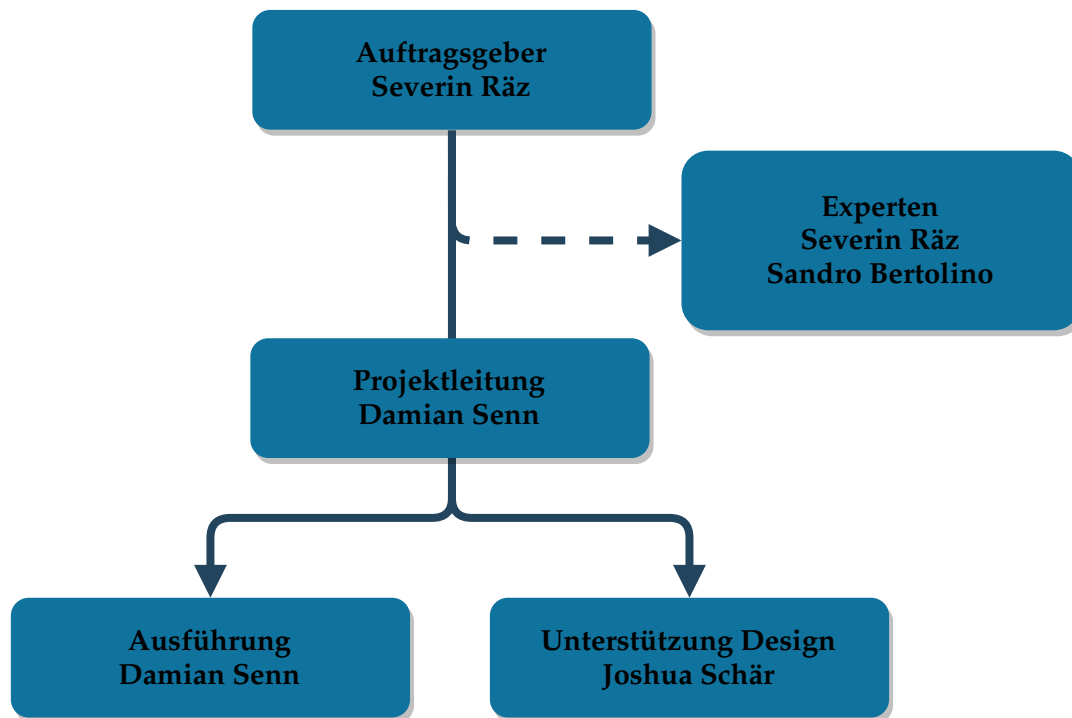 Auftragsgeber
Severin Räz
Experten
Severin Räz
Sandro Bertolino
Projektleitung
Damian Senn
Ausführung
Damian Senn
Unterstützung Design
Joshua Schär